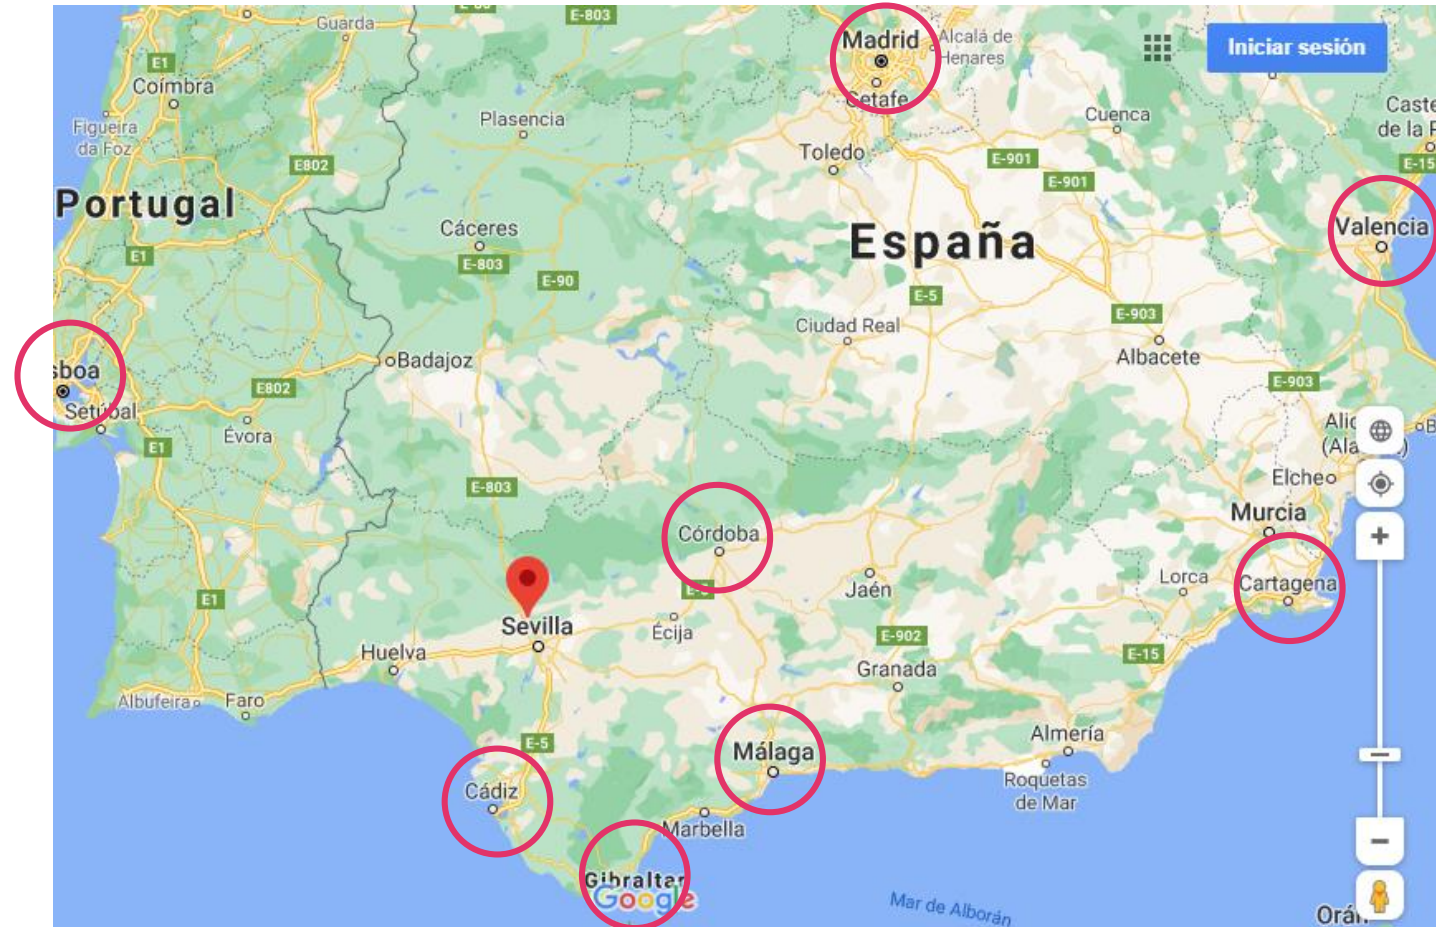 E-803
Guarda
Madrid
Alcalá de
Henares
Iniciar sesión
E1
Coímbra
Getafe
Plasencia
Cuenca
Figueira
da Foz
Caste
de la P
Toledo
E802
E-901
E-15
E-901
Portugal
Cáceres
España
Valencia
E1
E-803
E-90
E-5
E-903
Ciudad Real
Albacete
sboa
Badajoz
E802
E-903
Setúbal
Évora
Alic
(Ala
)
B
E1
E-803
Elche
Murcia
Córdoba
Lorca
Cartagena
Jaén
E1
Sevilla
Écija
E-902
Huelva
E-15
Granada
Albufeira
Faro
E-5
Málaga
Almería
Cádiz
Roquetas
de Mar
Marbella
Gibraltar
Google
Mar de Alborán
Orán